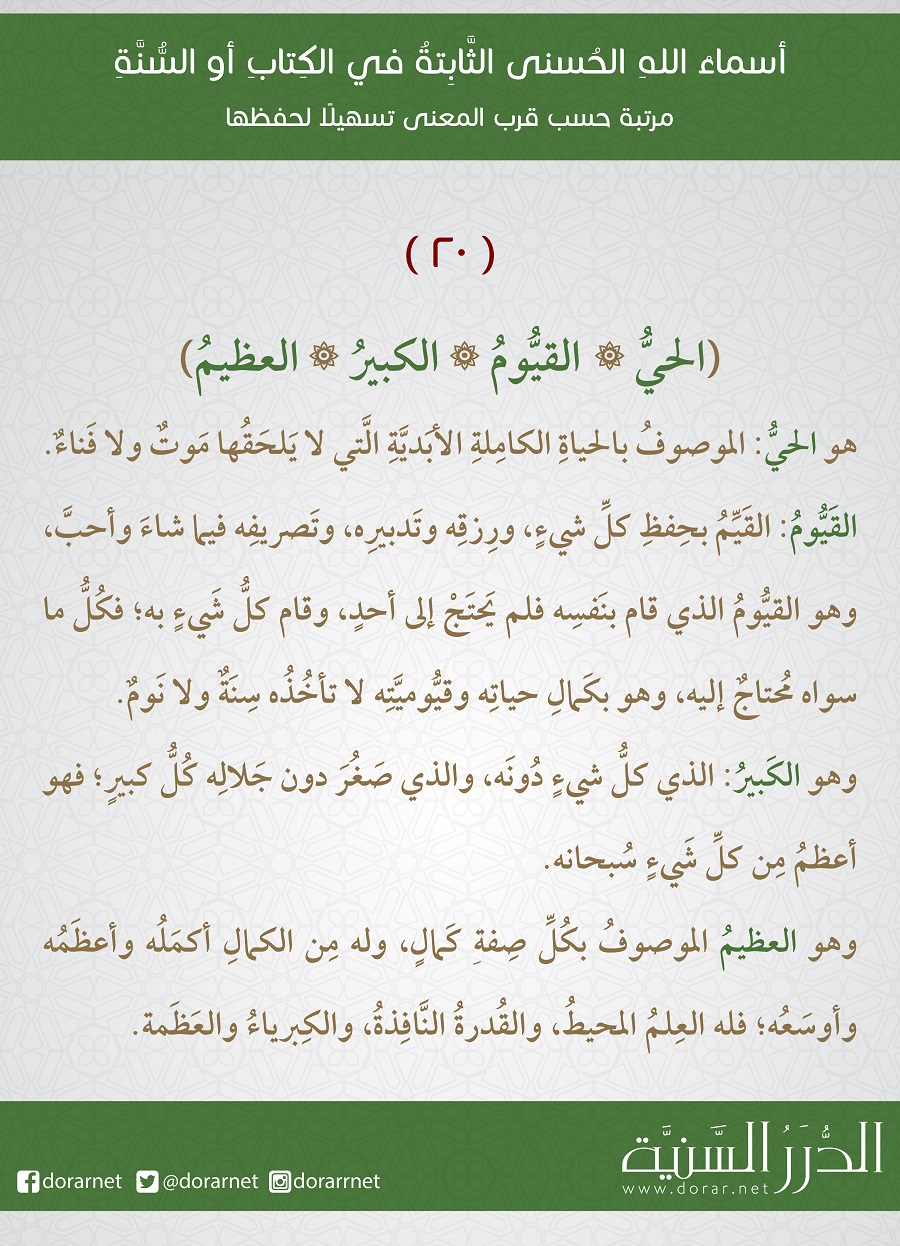 أسماءُ اللهِ الحُسنى الثَّابِتةُ في الكِتابِ أو السُّنَّةِ
مرتبة حسب قرب المعنى تسهيلًا لحفظها
( ٢٠ )
(الحيُّ ۞ القيُّومُ ۞ الكبيرُ ۞ العظيمُ)
هو الحيُّ: الموصوفُ بالحياةِ الكامِلةِ الأبَديَّةِ الَّتي لا يَلحَقُها مَوتٌ ولا فَناءٌ.
القَيُّومُ: القَيِّمُ بحِفظِ كلِّ شيءٍ، ورِزقِه وتَدبيرِه، وتَصريفِه فيما شاءَ وأحبَّ،
وهو القيُّومُ الذي قام بنَفسِه فلم يَحتَجْ إلى أحدٍ، وقام كلُّ شَيءٍ به؛ فكُلُّ ما
سواه مُحتاجٌ إليه، وهو بكَمالِ حياتِه وقيُّوميَّتِه لا تأخُذُه سِنَةٌ ولا نَومٌ.
وهو الكَبيرُ: الذي كلُّ شيءٍ دُونَه، والذي صَغُرَ دون جَلالِه كُلُّ كبيرٍ؛ فهو
أعظمُ مِن كلِّ شَيءٍ سُبحانه.
وهو العظيمُ الموصوفُ بكُلِّ صِفةِ كَمالٍ، وله مِن الكمالِ أكمَلُه وأعظَمُه
وأوسَعُه؛ فله العِلمُ المحيطُ، والقُدرةُ النَّافِذةُ، والكِبرياءُ والعَظَمة.
الدُّرَرُ السَّنيَّة
www.dorar.net
dorarnet @dorarnet dorarrnet